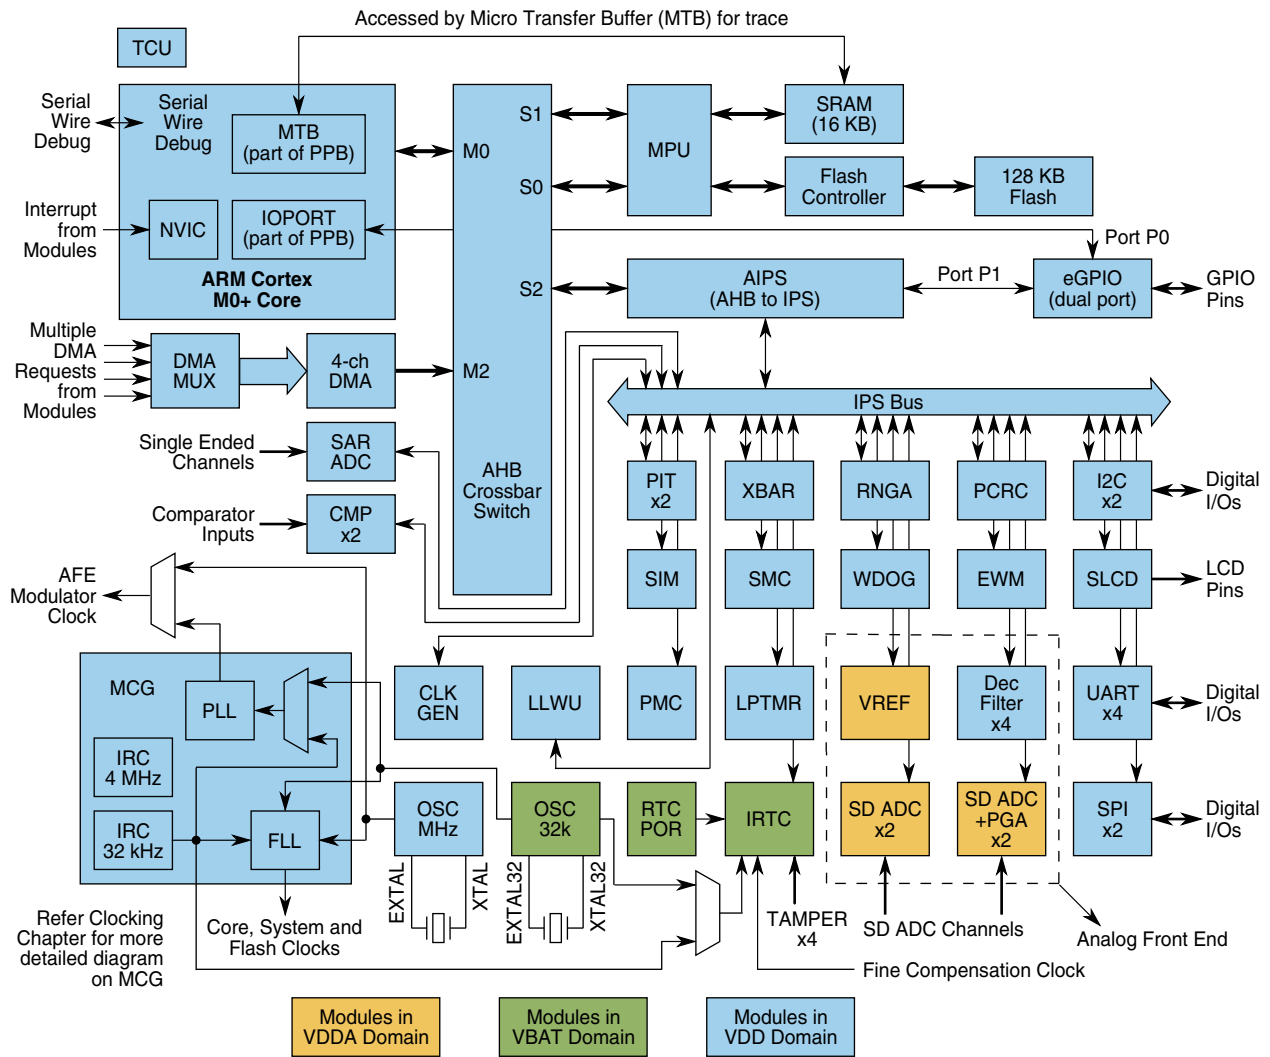 Accessed by Micro Transfer Buffer (MTB) for trace
TCU
Serial
Wire
Debug
Serial
Wire
Debug
MTB
(part of PPB)
M0
S1
MPU
SRAM
(16 KB)
S0
Flash
Controller
128 KB
Flash
Interrupt
from
Modules
NVIC
IOPORT
(part of PPB)
ARM Cortex
M0+ Core
Port P0
S2
AIPS
(AHB to IPS)
Port P1
eGPIO
(dual port)
GPIO
Pins
Multiple
DMA
Requests
from
Modules
DMA
MUX
4-ch
DMA
M2
IPS Bus
Single Ended
Channels
SAR
ADC
AHB
Crossbar
Switch
Comparator
Inputs
CMP
x2
PIT
x2
XBAR
RNGA
PCRC
I2C
x2
Digital
I/Os
AFE
Modulator
Clock
SIM
SMC
WDOG
EWM
SLCD
LCD
Pins
MCG
PLL
CLK
GEN
LLWU
PMC
LPTMR
VREF
Dec
Filter
x4
UART
x4
Digital
I/Os
IRC
4 MHz
IRC
32 kHz
FLL
OSC
MHz
OSC
32k
RTC
POR
IRTC
SD ADC
x2
SD ADC
+PGA
x2
SPI
x2
Digital
I/Os
EXTAL
XTAL
EXTAL32
XTAL32
Refer Clocking
Chapter for more
detailed diagram
on MCG
Core, System and
Flash Clocks
TAMPER
x4
SD ADC Channels
Analog Front End
Fine Compensation Clock
Modules in
VDDA Domain
Modules in
VBAT Domain
Modules in
VDD Domain